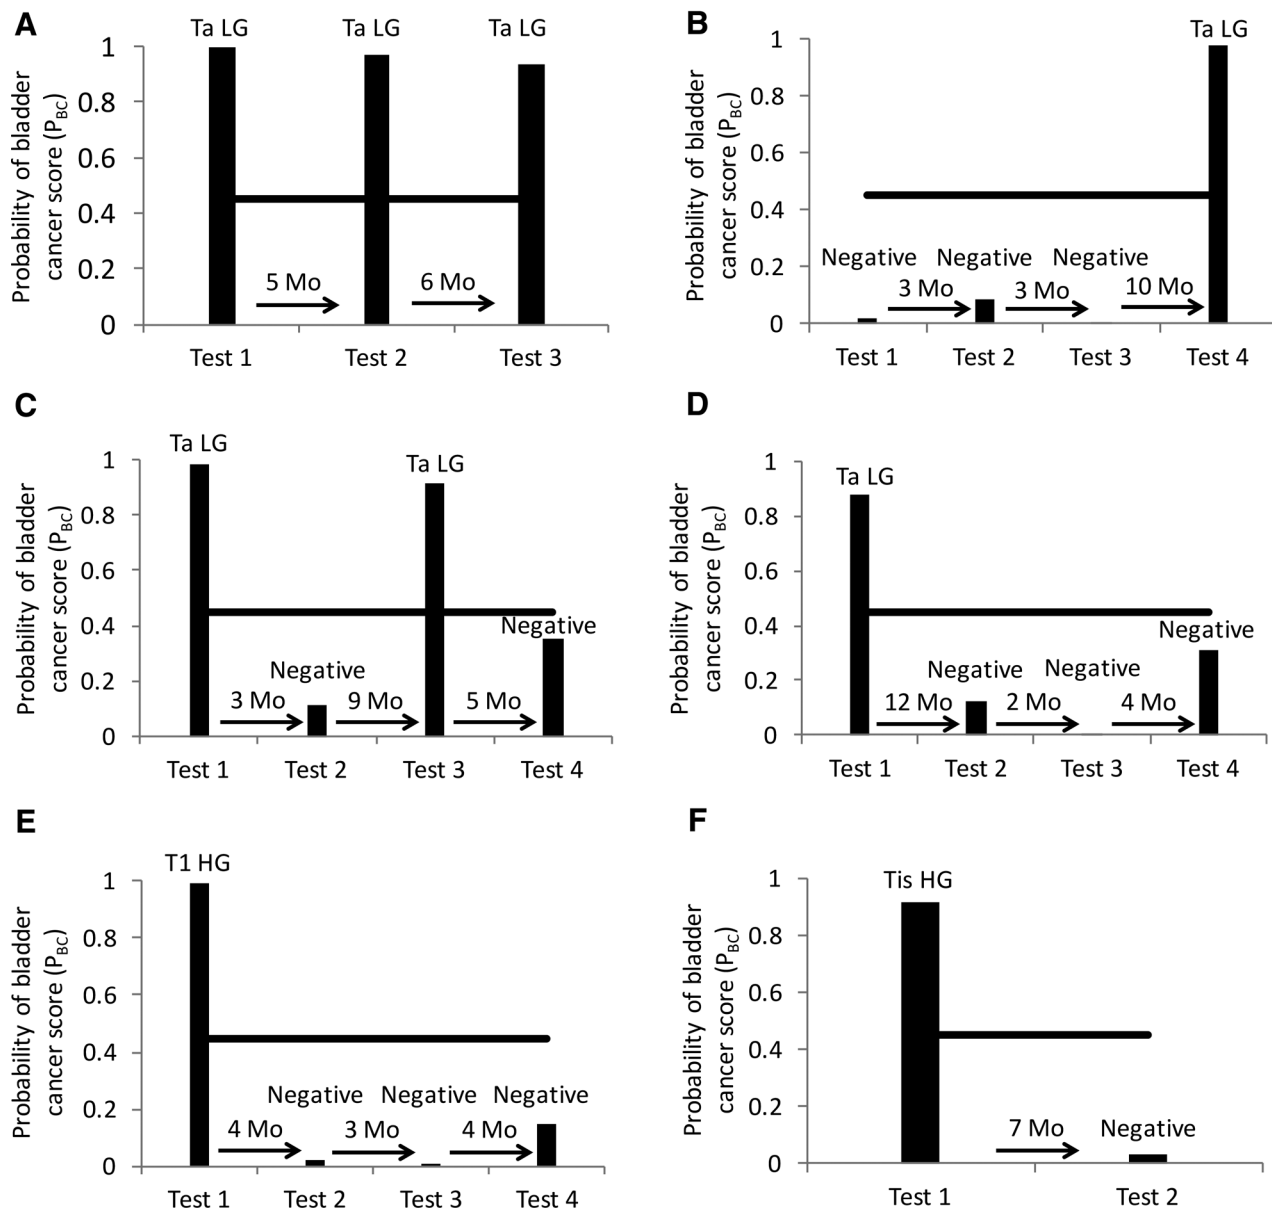 A
Probability of bladder
cancer score (PBC)
1
0.8
0.6
0.4
0.2
0
Ta LG
Ta LG
Ta LG
5 Mo
6 Mo
Test 1
Test 2
Test 3
B
Probability of bladder
cancer score (PBC)
1
0.8
0.6
0.4
0.2
0
Ta LG
Negative
Negative
Negative
3 Mo
3 Mo
10 Mo
Test 1
Test 2
Test 3
Test 4
C
Probability of bladder
cancer score (PBC)
1
0.8
0.6
0.4
0.2
0
Ta LG
Ta LG
Negative
Negative
3 Mo
9 Mo
5 Mo
Test 1
Test 2
Test 3
Test 4
D
Probability of bladder
cancer score (PBC)
1
0.8
0.6
0.4
0.2
0
Ta LG
Negative
Negative
Negative
12 Mo
2 Mo
4 Mo
Test 1
Test 2
Test 3
Test 4
E
Probability of bladder
cancer score (PBC)
1
0.8
0.6
0.4
0.2
0
T1 HG
Negative
Negative
Negative
4 Mo
3 Mo
4 Mo
Test 1
Test 2
Test 3
Test 4
F
Probability of bladder
cancer score (PBC)
1
0.8
0.6
0.4
0.2
0
Tis HG
7 Mo
Negative
Test 1
Test 2